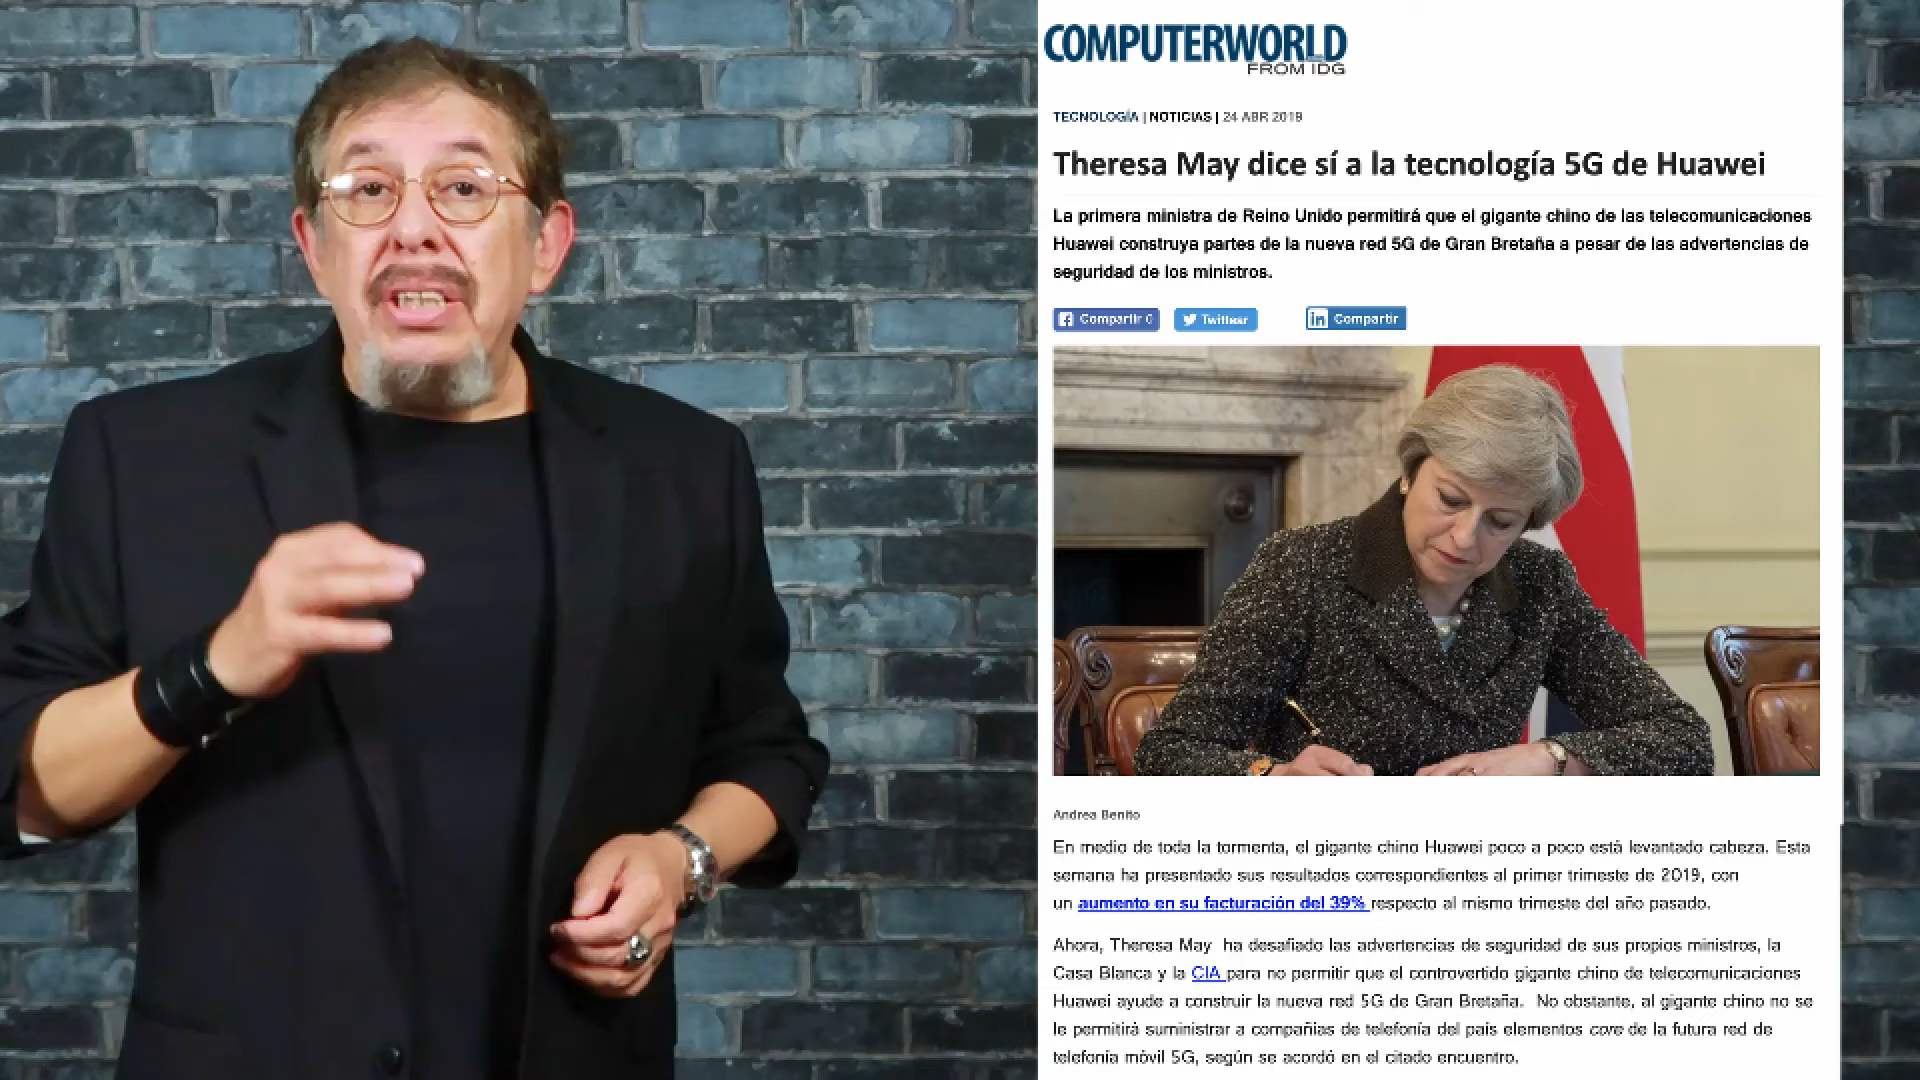 COMPUTERWORLD
FROM IDG
TECNOLOGÍA | NOTICIAS | 24 ABR 2019
Theresa May dice sí a la tecnología 5G de Huawei
La primera ministra de Reino Unido permitirá que el gigante chino de las telecomunicaciones
Huawei construya partes de la nueva red 5G de Gran Bretaña a pesar de las advertencias de
seguridad de los ministros.
Compartir 0 Twittear Compartir
Andrea Benito
En medio de toda la tormenta, el gigante chino Huawei poco a poco está levantado cabeza. Esta
semana ha presentado sus resultados correspondientes al primer trimestre de 2019, con
un aumento en su facturación del 39% respecto al mismo trimestre del año pasado.
Ahora, Theresa May ha desafiado las advertencias de seguridad de sus propios ministros, la
Casa Blanca y la CIA para no permitir que el controvertido gigante chino de telecomunicaciones
Huawei ayude a construir la nueva red 5G de Gran Bretaña. No obstante, al gigante chino no se
le permitirá suministrar a compañías de telefonía del país elementos core de la futura red de
telefonía móvil 5G, según se acordó en el citado encuentro.